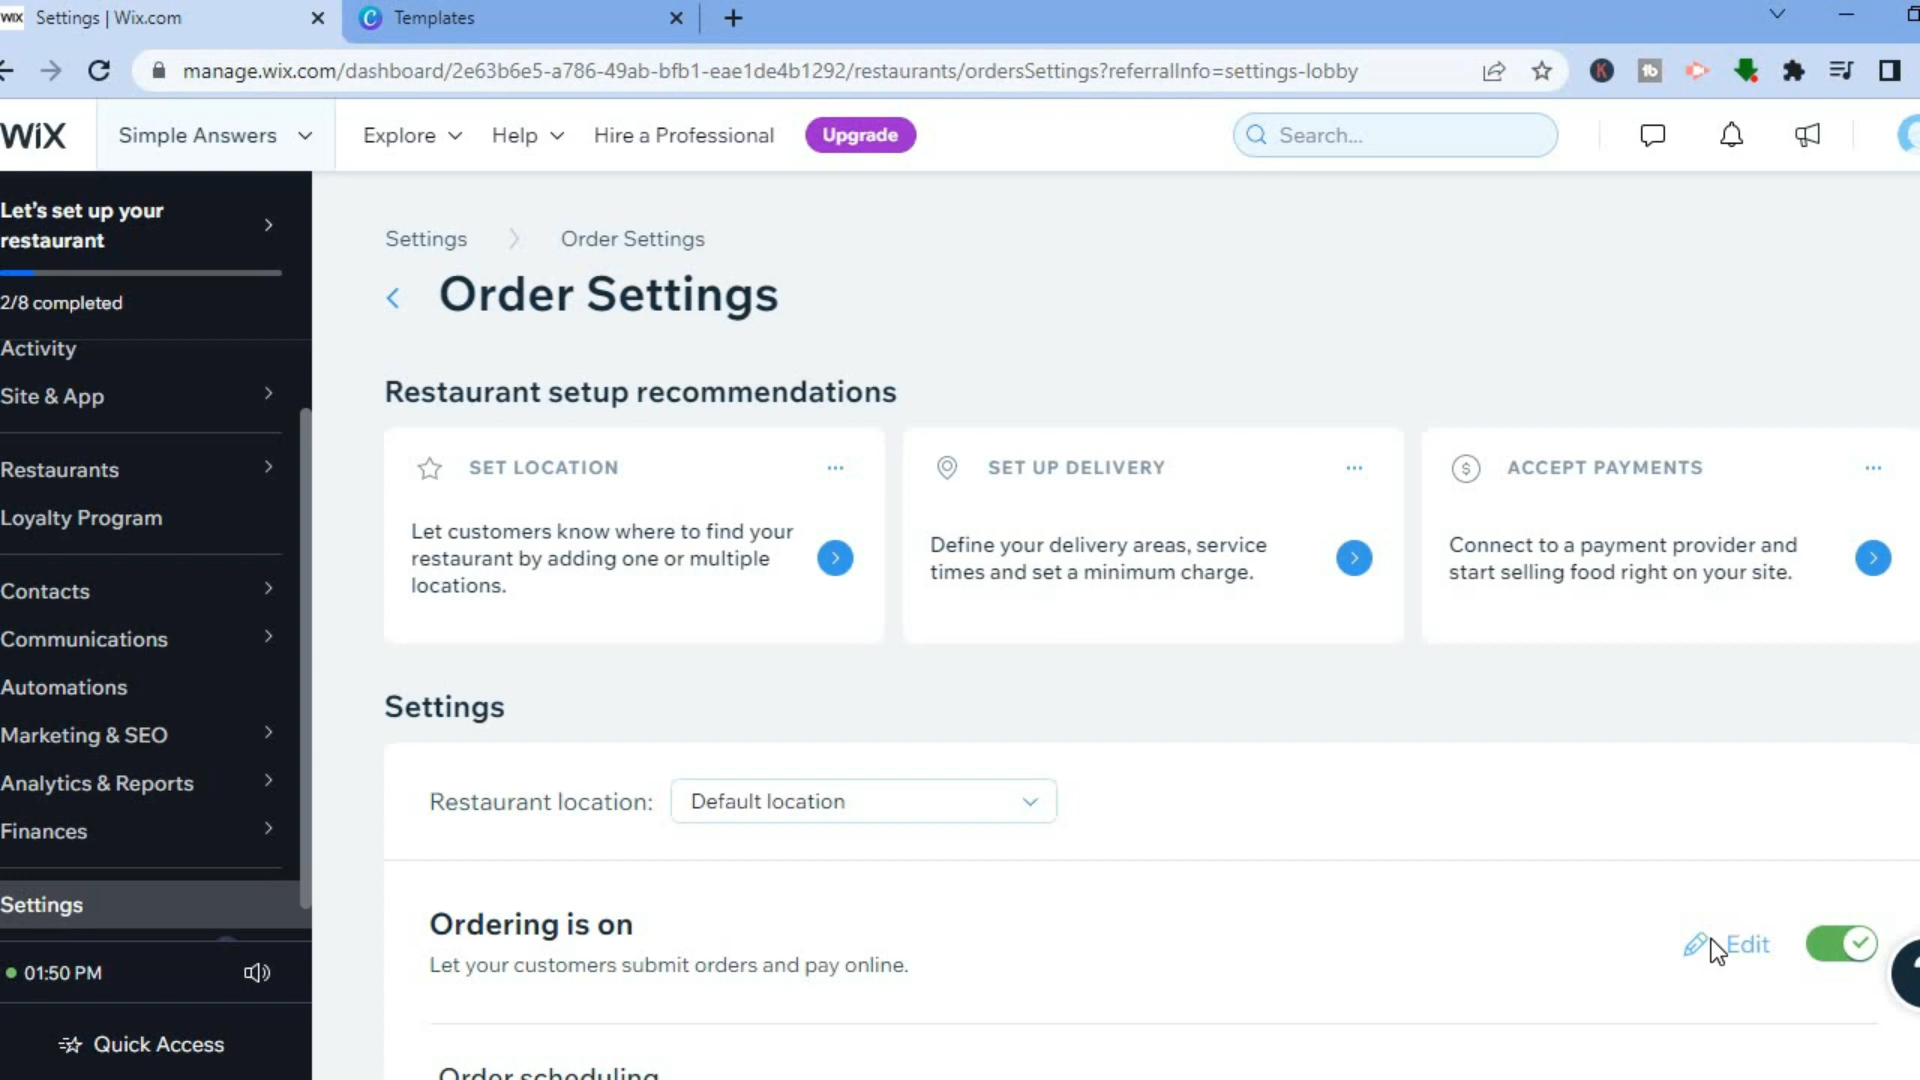 WiX Settings | Wix.com
Templates
manage.wix.com/dashboard/2e63b6e5-a786-49ab-bfb1-eae1de4b1292/restaurants/ordersSettings?referralInfo=settings-lobby
K
tb
WiX
Simple Answers
Explore
Help
Hire a Professional
Upgrade
Search...
Let's set up your
restaurant
2/8 completed
Activity
Site & App
Restaurants
Loyalty Program
Contacts
Communications
Automations
Marketing & SEO
Analytics & Reports
Finances
Settings
01:50 PM
Quick Access
Settings
Order Settings
Order Settings
Restaurant setup recommendations
SET LOCATION
Let customers know where to find your
restaurant by adding one or multiple
locations.
SET UP DELIVERY
Define your delivery areas, service
times and set a minimum charge.
ACCEPT PAYMENTS
Connect to a payment provider and
start selling food right on your site.
Settings
Restaurant location:
Default location
Ordering is on
Let your customers submit orders and pay online.
Edit
Order scheduling